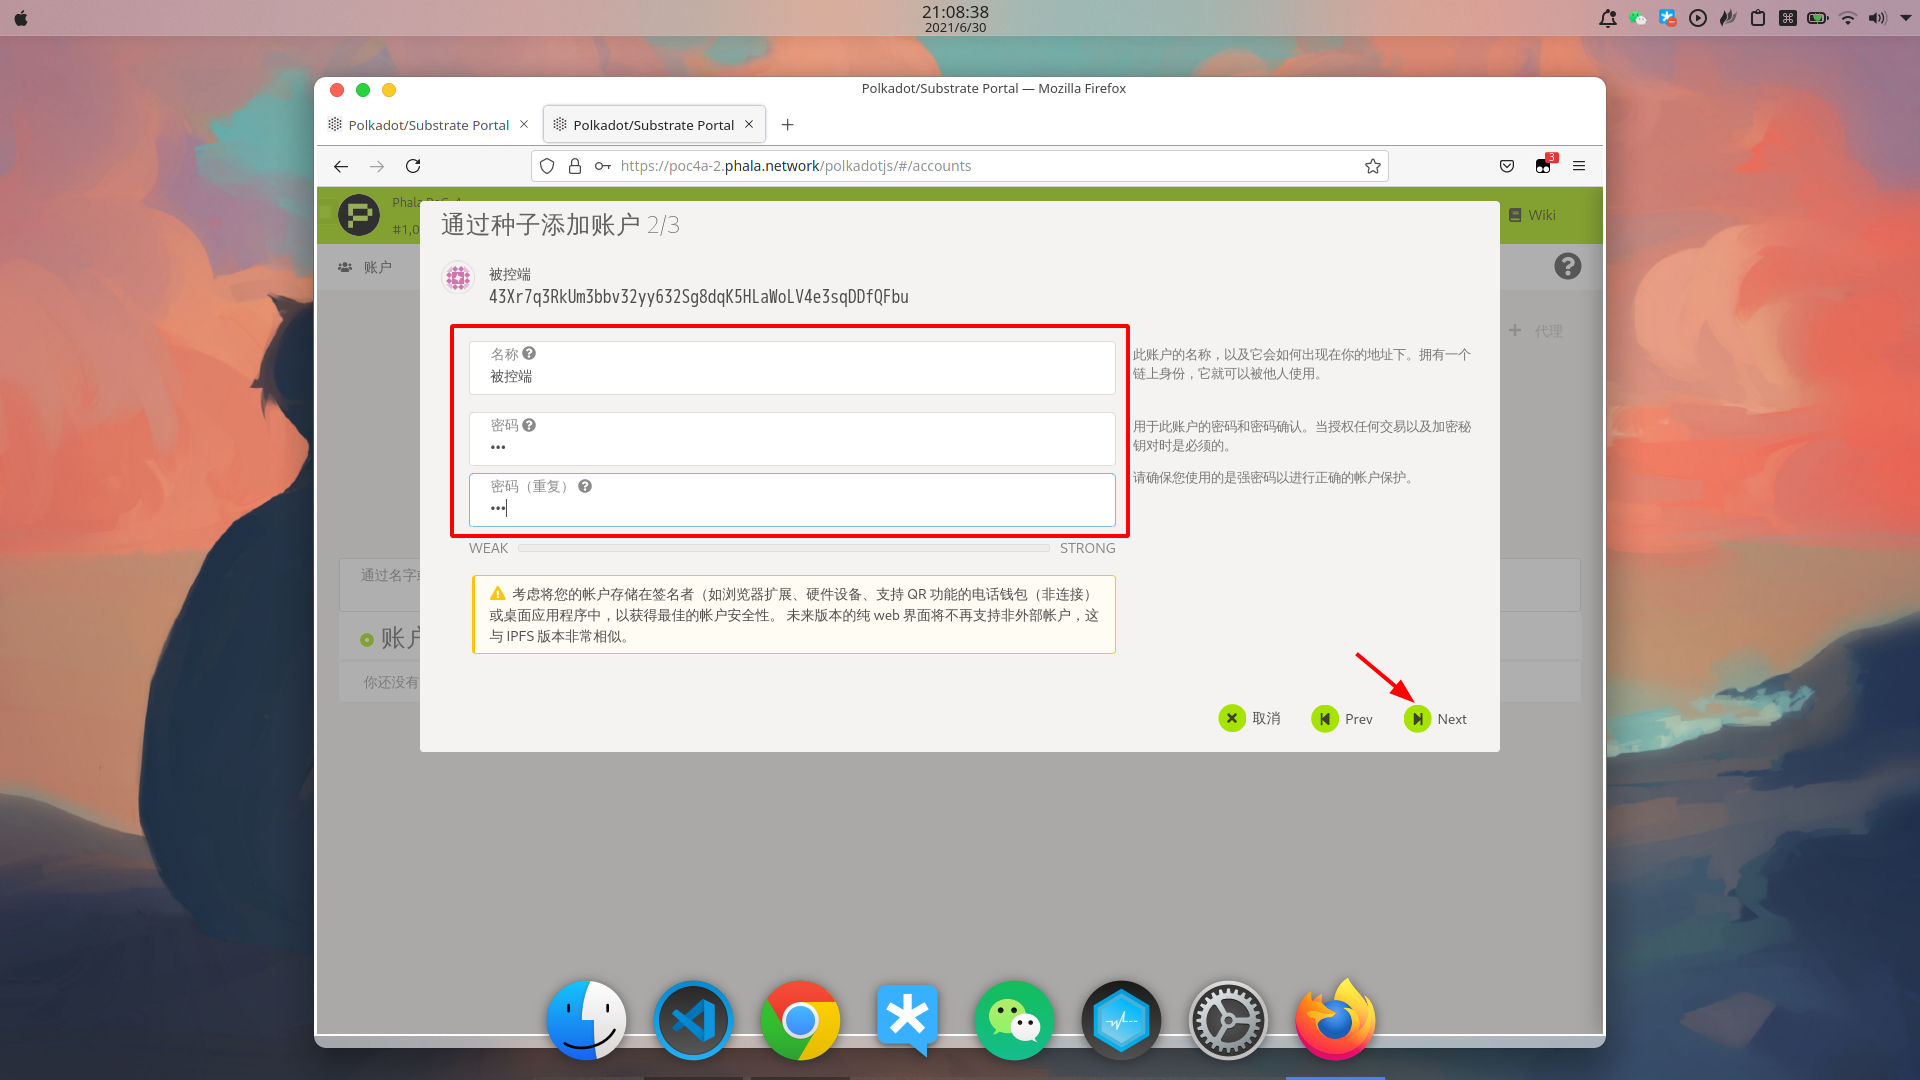 21:08:38
2021/6/30
Polkadot/Substrate Portal — Mozilla Firefox
Polkadot/Substrate Portal
Polkadot/Substrate Portal
3
https://poc4a-2.phala.network/polkadotjs/#/accounts
Phala PoC-4
#1,0
Wiki
账户
代理
通过种子添加账户 2/3
被控端
43Xr7q3RkUm3bbv32yy632Sg8dqK5HLaWoLV4e3sqDDfQFbu
名称
被控端
此账户的名称，以及它会如何出现在你的地址下。拥有一个
链上身份，它就可以被他人使用。
密码
•••
用于此账户的密码和密码确认。当授权任何交易以及加密秘
钥对时是必须的。
密码（重复）
•••
请确保您使用的是强密码以进行正确的帐户保护。
WEAK
STRONG
考虑将您的帐户存储在签名者（如浏览器扩展、硬件设备、支持 QR 功能的电话钱包（非连接）
或桌面应用程序中，以获得最佳的帐户安全性。 未来版本的纯 web 界面将不再支持非外部帐户，这
与 IPFS 版本非常相似。
通过名字
账户
你还没有
取消
Prev
Next